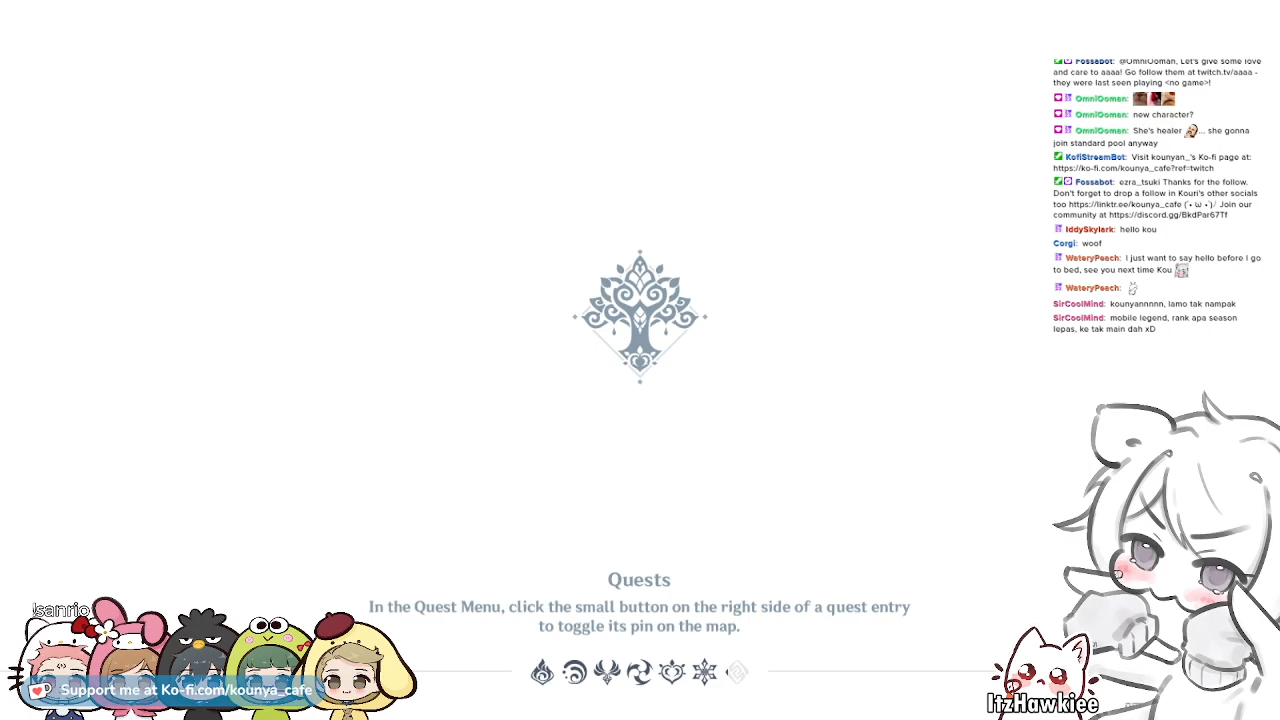 Fossabot: @OmniOoman, Let's give some love
and care to aaaa! Go follow them at twitch.tv/aaaa -
they were last seen playing <no game>!
OmniOoman:
OmniOoman: new character?
OmniOoman: She's healer ... she gonna
join standard pool anyway
KofiStreamBot: Visit kounyan_'s Ko-fi page at:
https://ko-fi.com/kounya_cafe?ref=twitch
Fossabot: ezra_tsuki Thanks for the follow.
Don't forget to drop a follow in Kouri's other socials
too https://linktr.ee/kounya_cafe (´• ω •`)/ Join our
community at https://discord.gg/BkdPar67Tf
IddySkylark: hello kou
Corgi: woof
WateryPeach: I just want to say hello before I go
to bed, see you next time Kou
WateryPeach:
SirCoolMind: kounyannnnn, lamo tak nampak
SirCoolMind: mobile legend, rank apa season
lepas, ke tak main dah xD
Quests
In the Quest Menu, click the small button on the right side of a quest entry
to toggle its pin on the map.
!sanrio
Support me at Ko-fi.com/kounya_cafe
ItzHawkiee